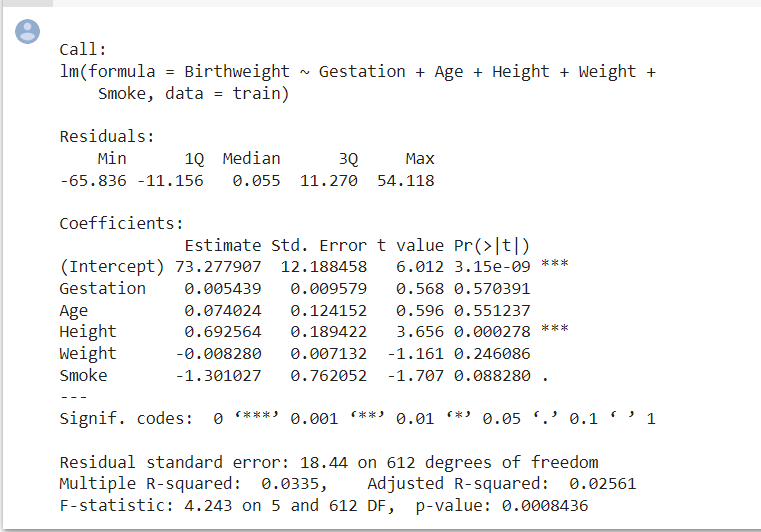 Call:
lm(formula = Birthweight ~ Gestation + Age + Height + Weight +
    Smoke, data = train)

Residuals:
    Min      1Q  Median      3Q     Max
-65.836 -11.156   0.055  11.270  54.118

Coefficients:
             Estimate Std. Error t value Pr(>|t|)
(Intercept) 73.277907  12.188458   6.012 3.15e-09 ***
Gestation    0.005439   0.009579   0.568 0.570391
Age          0.074024   0.124152   0.596 0.551237
Height       0.692564   0.189422   3.656 0.000278 ***
Weight      -0.008280   0.007132  -1.161 0.246086
Smoke       -1.301027   0.762052  -1.707 0.088280 .
---
Signif. codes:  0 ‘***’ 0.001 ‘**’ 0.01 ‘*’ 0.05 ‘.’ 0.1 ‘ ’ 1

Residual standard error: 18.44 on 612 degrees of freedom
Multiple R-squared:  0.0335,    Adjusted R-squared:  0.02561
F-statistic: 4.243 on 5 and 612 DF,  p-value: 0.0008436